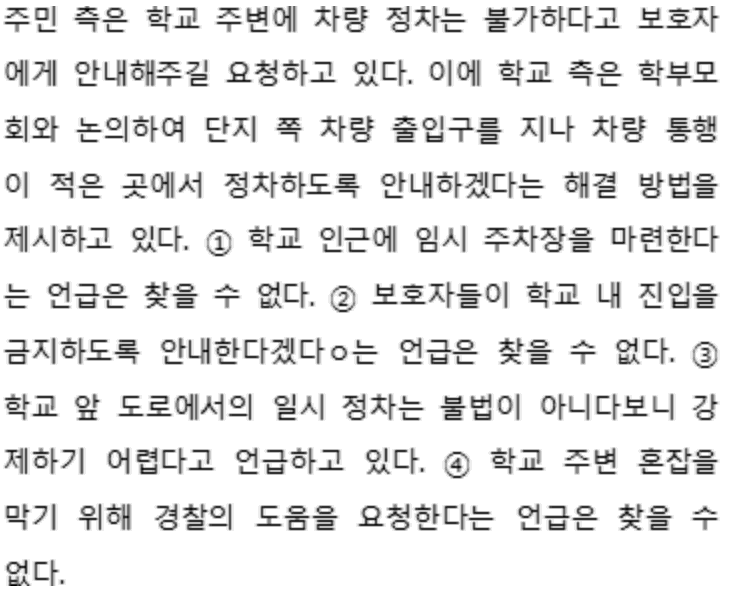 주민 측은 학교 주변에 차량 정차는 불가하다고 보호자
에게 안내해주길 요청하고 있다. 이에 학교 측은 학부모
회와 논의하여 단지 쪽 차량 출입구를 지나 차량 통행
이 적은 곳에서 정차하도록 안내하겠다는 해결 방법을
제시하고 있다. ① 학교 인근에 임시 주차장을 마련한다
는 언급은 찾을 수 없다. ② 보호자들이 학교 내 진입을
금지하도록 안내한다겠다ㅇ는 언급은 찾을 수 없다. ③
학교 앞 도로에서의 일시 정차는 불법이 아니다보니 강
제하기 어렵다고 언급하고 있다. ④ 학교 주변 혼잡을
막기 위해 경찰의 도움을 요청한다는 언급은 찾을 수
없다.